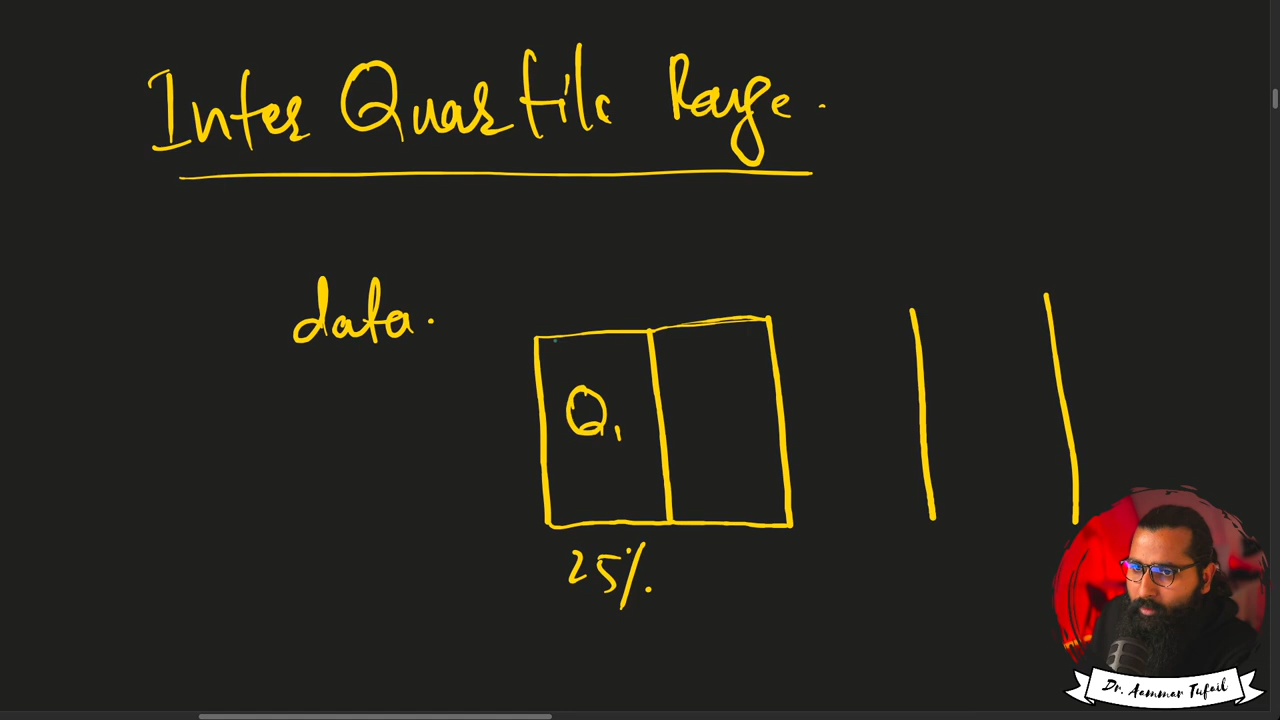 Inter Quartile Range.
data.
Q1
25%.
Dr. Aammar Tufail